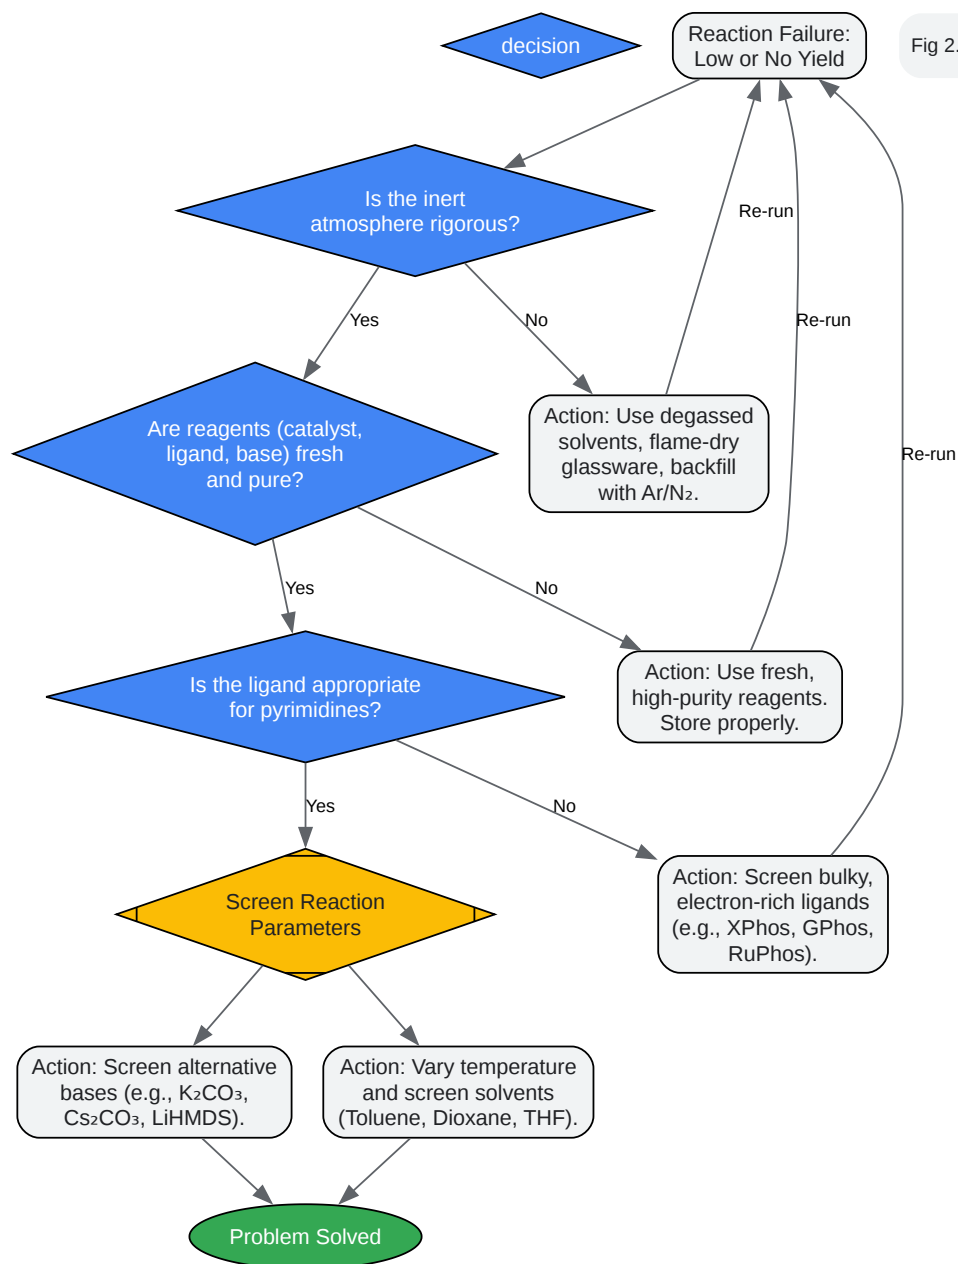 decision
Reaction Failure:
Low or No Yield
Fig 2.
Is the inert
atmosphere rigorous?
Re-run
Yes
No
Re-run
Are reagents (catalyst,
ligand, base) fresh
and pure?
Action: Use degassed
solvents, flame-dry
glassware, backfill
with Ar/N₂.
Re-run
Yes
No
Is the ligand appropriate
for pyrimidines?
Action: Use fresh,
high-purity reagents.
Store properly.
Yes
No
Screen Reaction
Parameters
Action: Screen bulky,
electron-rich ligands
(e.g., XPhos, GPhos,
RuPhos).
Action: Screen alternative
bases (e.g., K₂CO₃,
Cs₂CO₃, LiHMDS).
Action: Vary temperature
and screen solvents
(Toluene, Dioxane, THF).
Problem Solved